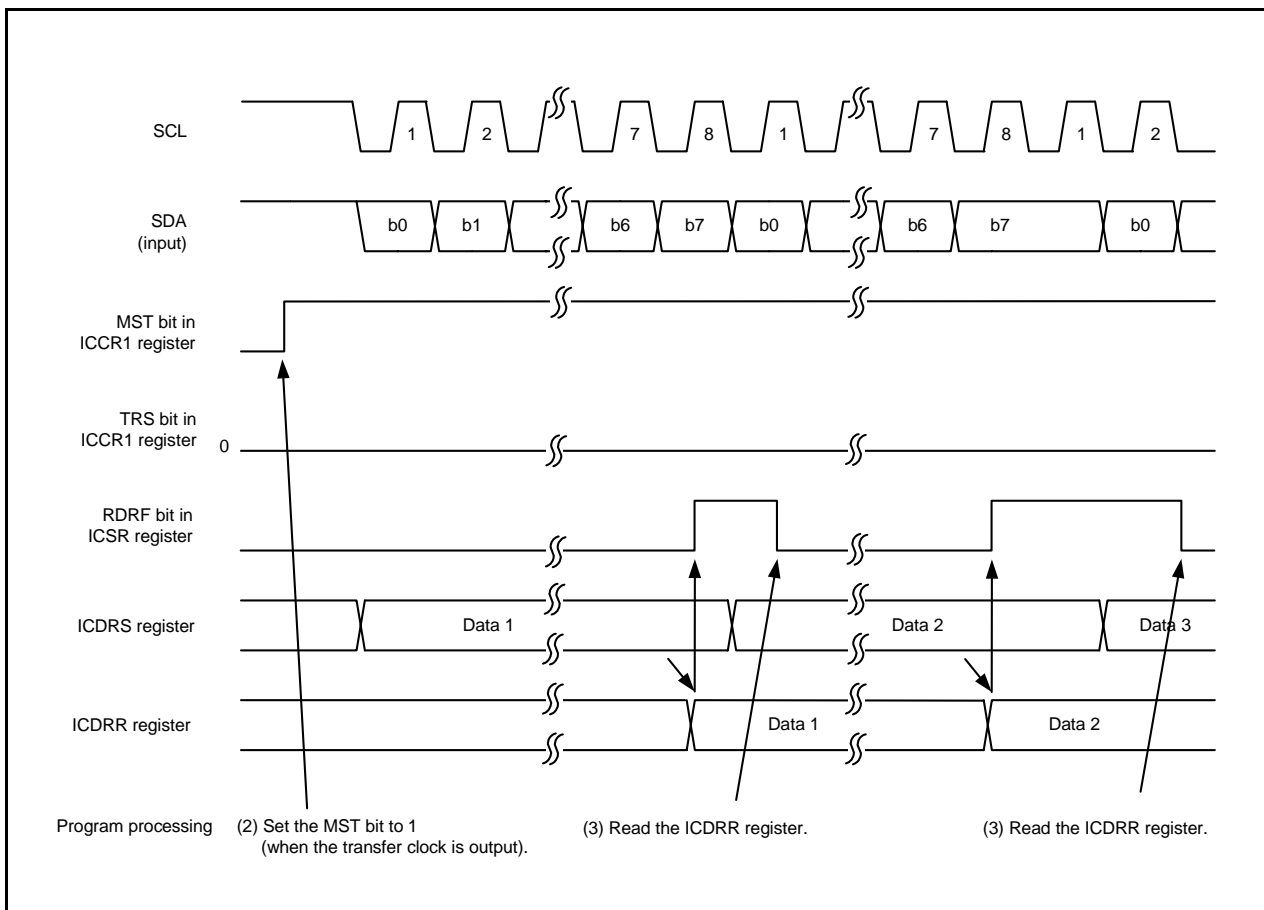 SCL
1 2 7 8 1 7 8 1 2
SDA
(input)
b0 b1 b6 b7 b0 b6 b7 b0
MST bit in
ICCR1 register
TRS bit in
ICCR1 register
0
RDRF bit in
ICSR register
ICDRS register
Data 1 Data 2 Data 3
ICDRR register
Data 1 Data 2
Program processing
(2) Set the MST bit to 1
(when the transfer clock is output).
(3) Read the ICDRR register.
(3) Read the ICDRR register.